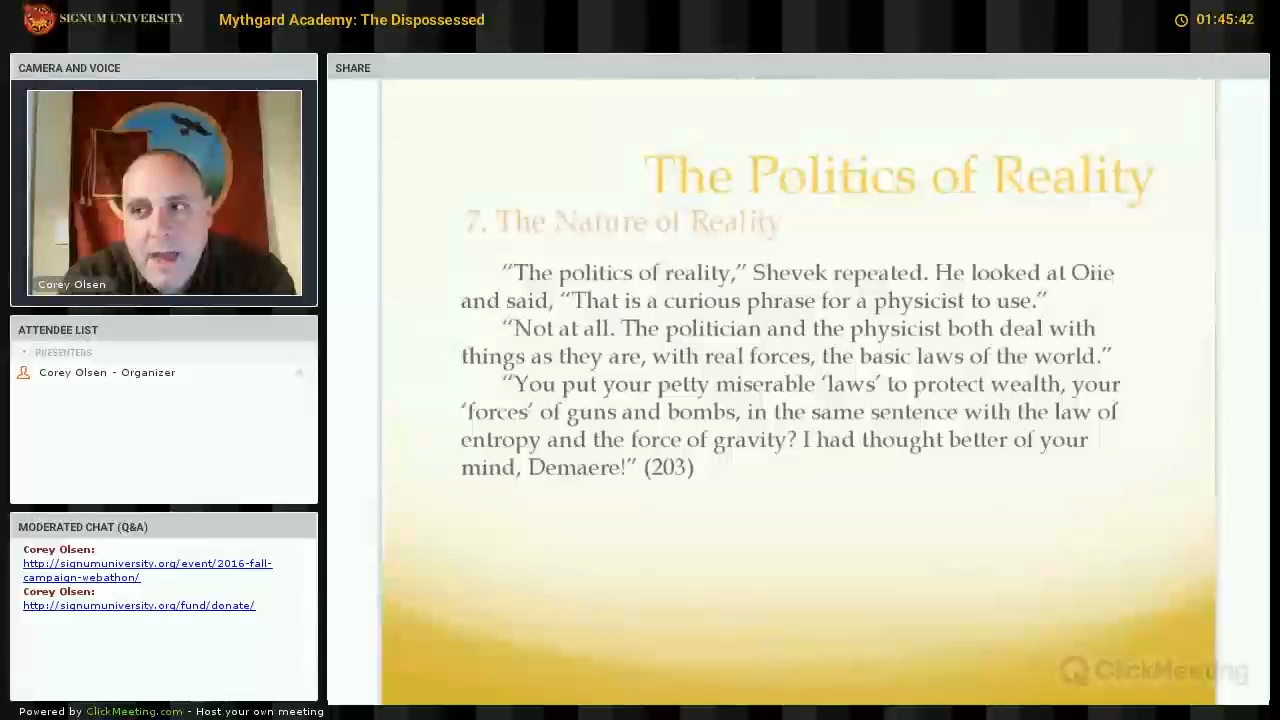 SIGNUM UNIVERSITY
Mythgard Academy: The Dispossessed
01:45:42
CAMERA AND VOICE
Corey Olsen
ATTENDEE LIST
PRESENTERS
Corey Olsen - Organizer
MODERATED CHAT (Q&A)
Corey Olsen:
http://signumuniversity.org/event/2016-fall-
campaign-webathon/
Corey Olsen:
http://signumuniversity.org/fund/donate/
Powered by ClickMeeting.com - Host your own meeting
SHARE
The Politics of Reality
7. The Nature of Reality
“The politics of reality,” Shevek repeated. He looked at Oiie
and said, “That is a curious phrase for a physicist to use.”
“Not at all. The politician and the physicist both deal with
things as they are, with real forces, the basic laws of the world.”
“You put your petty miserable ‘laws’ to protect wealth, your
‘forces’ of guns and bombs, in the same sentence with the law of
entropy and the force of gravity? I had thought better of your
mind, Demaere!” (203)
ClickMeeting